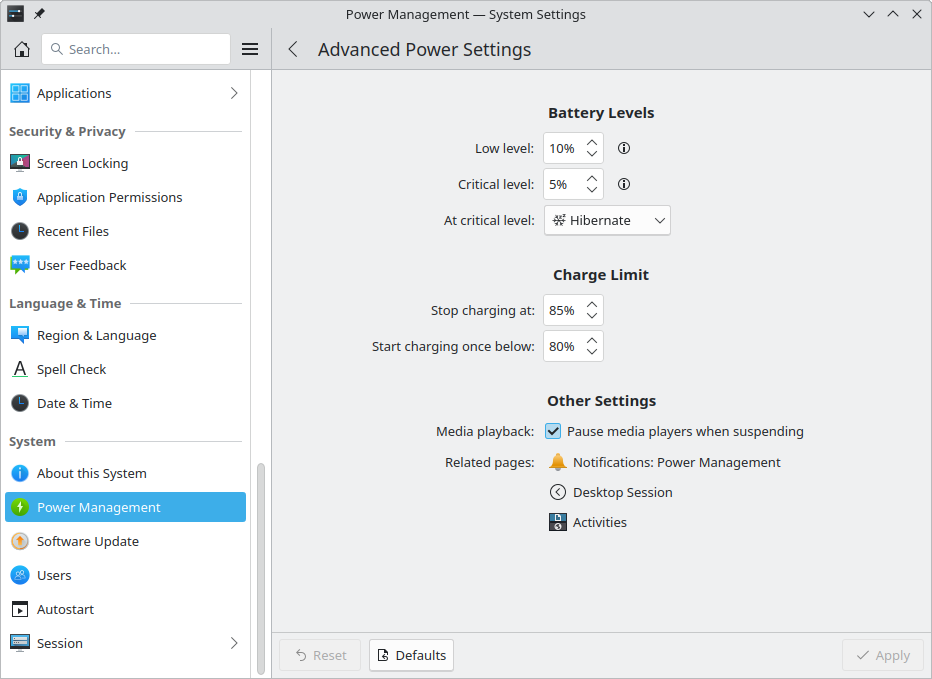 Power Management — System Settings
Search...
Advanced Power Settings
Applications
Security & Privacy
Screen Locking
Application Permissions
Recent Files
User Feedback
Language & Time
Region & Language
A Spell Check
Date & Time
System
About this System
Power Management
Software Update
Users
Autostart
Session
Battery Levels
Low level: 10%
Critical level: 5%
At critical level: Hibernate
Charge Limit
Stop charging at: 85%
Start charging once below: 80%
Other Settings
Media playback: Pause media players when suspending
Related pages: Notifications: Power Management
Desktop Session
Activities
Reset Defaults Apply